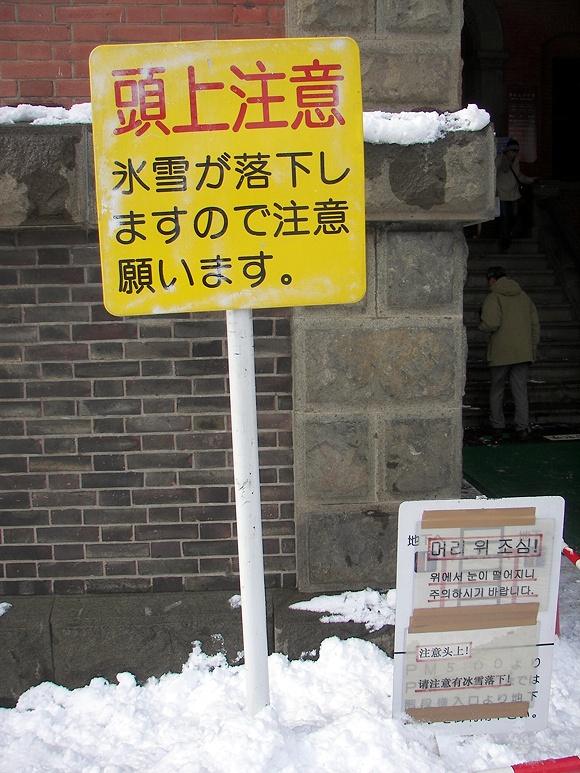 頭上注意
氷雪が落下し
ますので注意
願います。
머리 위 조심!
위에서 눈이 떨어지니
주의하시기 바랍니다.
注意头上!
请注意有冰雪落下!